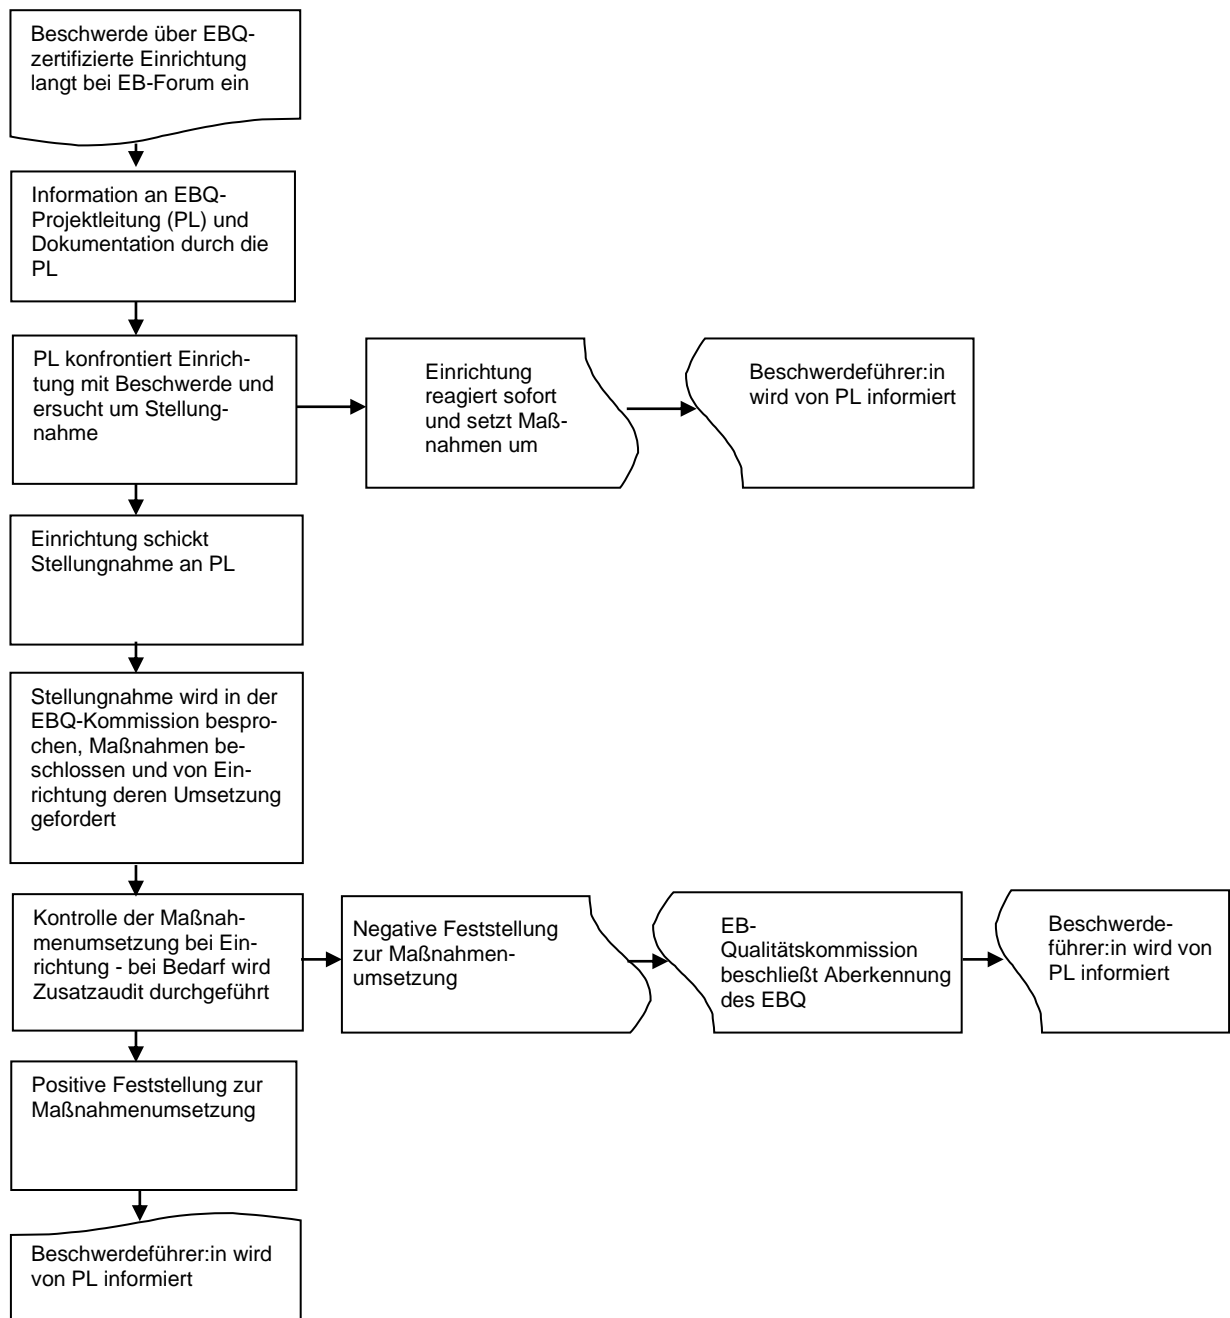 Beschwerde über EBQ-
zertifizierte Einrichtung
langt bei EB-Forum ein
Information an EBQ-
Projektleitung (PL) und
Dokumentation durch die
PL
PL konfrontiert Einrich-
tung mit Beschwerde und
ersucht um Stellung-
nahme
Einrichtung
reagiert sofort
und setzt Maß-
nahmen um
Beschwerdeführer:in
wird von PL informiert
Einrichtung schickt
Stellungnahme an PL
Stellungnahme wird in der
EBQ-Kommission bespro-
chen, Maßnahmen be-
schlossen und von Ein-
richtung deren Umsetzung
gefordert
Kontrolle der Maßnah-
menumsetzung bei Ein-
richtung - bei Bedarf wird
Zusatzaudit durchgeführt
Negative Feststellung
zur Maßnahmen-
umsetzung
EB-
Qualitätskommission
beschließt Aberkennung
des EBQ
Beschwerde-
führer:in wird von
PL informiert
Positive Feststellung zur
Maßnahmenumsetzung
Beschwerdeführer:in wird
von PL informiert